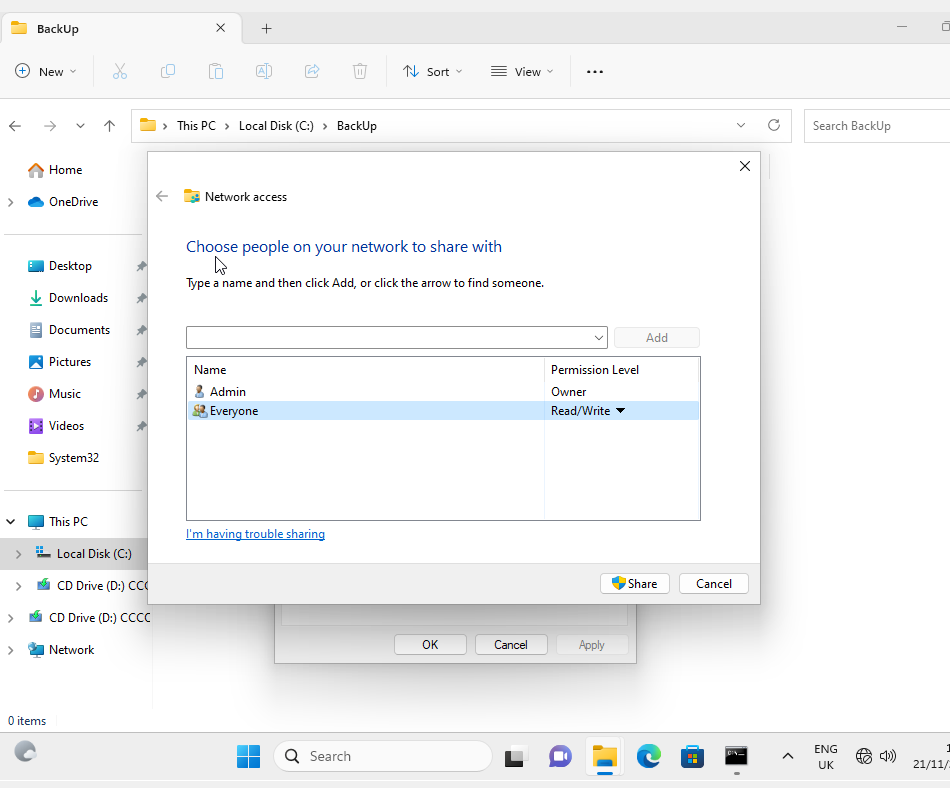 BackUp
New
Sort
View
This PC
Local Disk (C:)
BackUp
Search BackUp
Home
OneDrive
Desktop
Downloads
Documents
Pictures
Music
Videos
System32
This PC
Local Disk (C:)
CD Drive (D:) CCC
CD Drive (D:) CCCC
Network
0 items
Network access
Choose people on your network to share with
Type a name and then click Add, or click the arrow to find someone.
Add
Name Permission Level
Admin Owner
Everyone Read/Write
I'm having trouble sharing
Share Cancel
OK Cancel Apply
Search
ENG
UK
1
21/11/